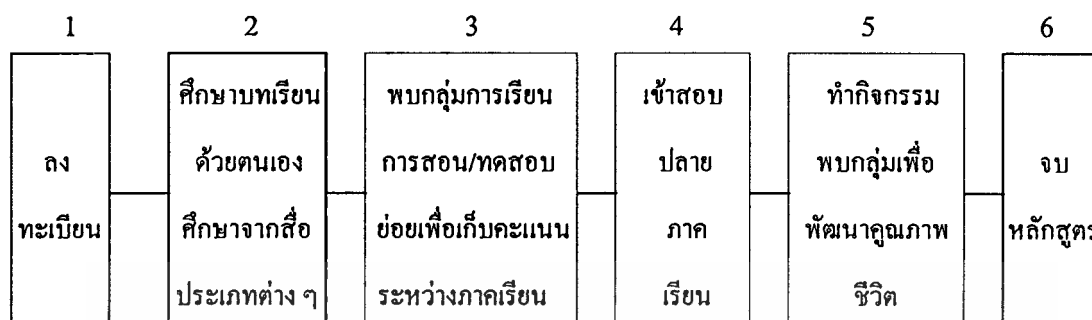 1 2 3 4 5 6
ลง
ทะเบียน
ศึกษาบทเรียน
ด้วยตนเอง
ศึกษาจากสื่อ
ประเภทต่าง ๆ
พบกลุ่มการเรียน
การสอน/ทดสอบ
ย่อยเพื่อเก็บคะแนน
ระหว่างภาคเรียน
เข้าสอบ
ปลาย
ภาค
เรียน
ทำกิจกรรม
พบกลุ่มเพื่อ
พัฒนาคูณภาพ
ชีวิต
จบ
หลักสูตร